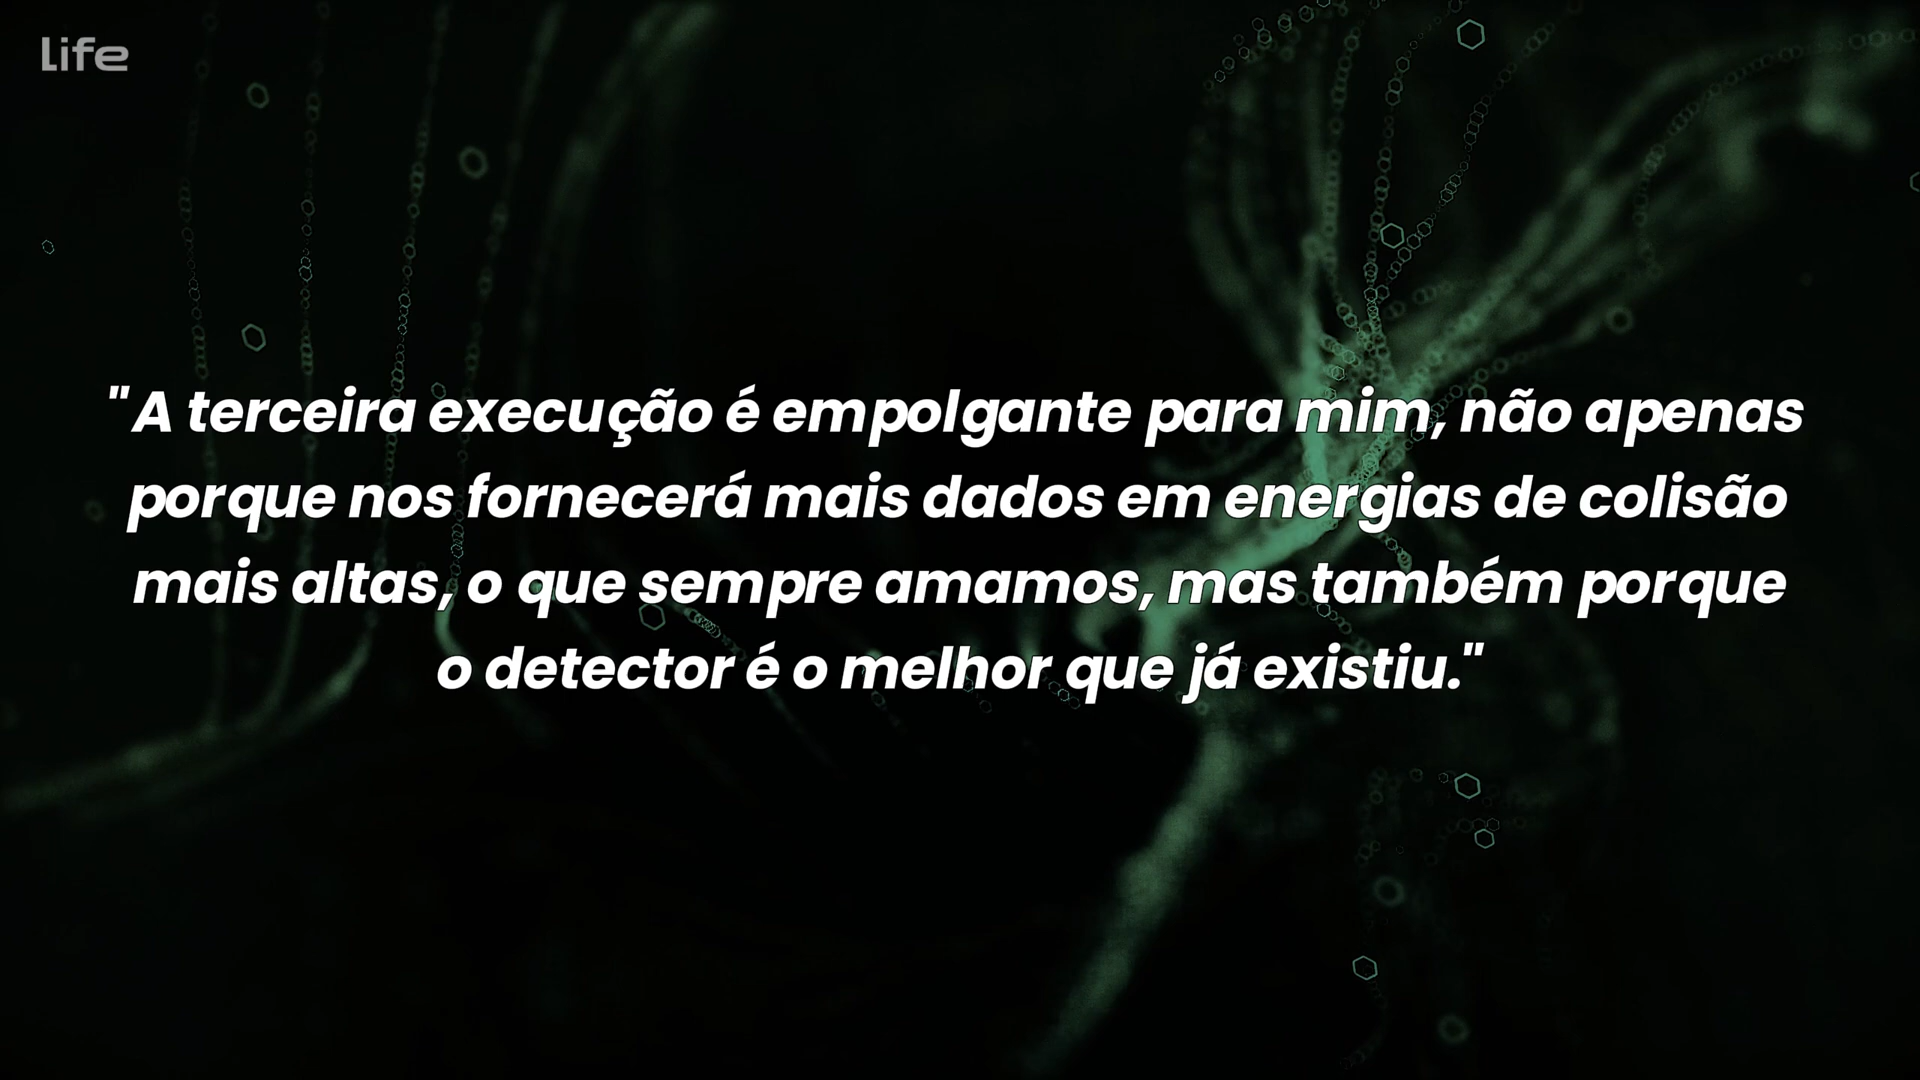 life
"A terceira execução é empolgante para mim, não apenas
porque nos fornecerá mais dados em energias de colisão
mais altas, o que sempre amamos, mas também porque
o detector é o melhor que já existiu."